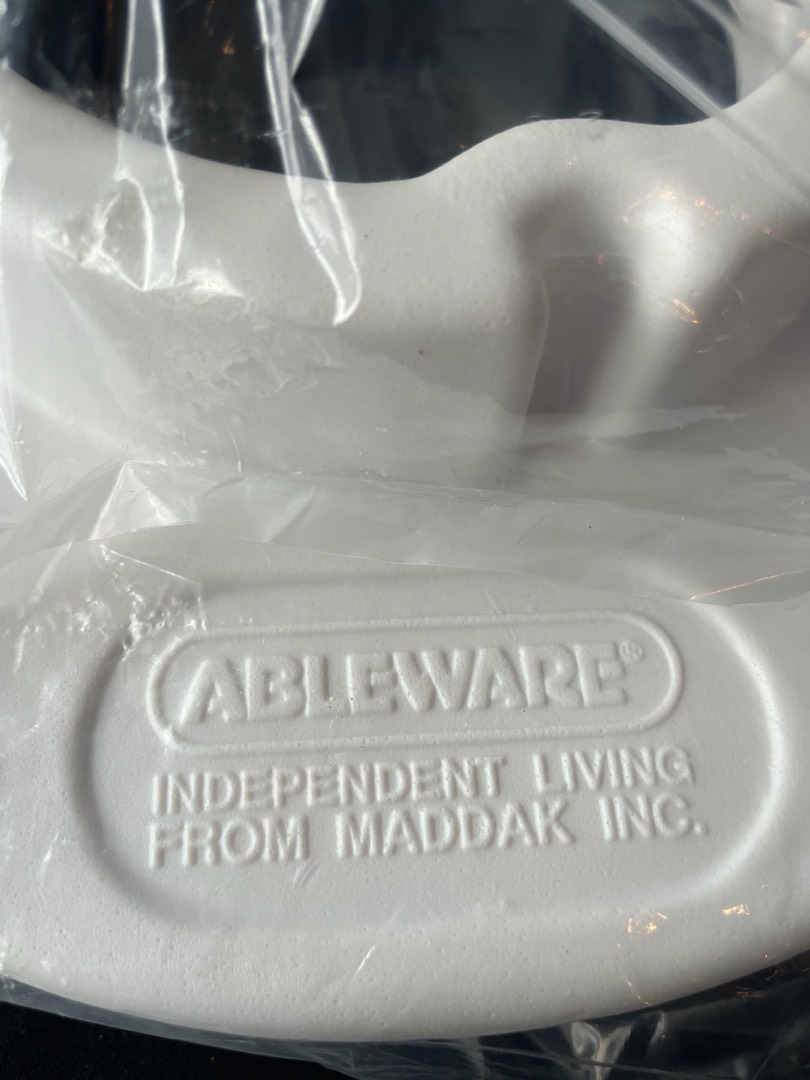 ABLEWARE®
INDEPENDENT LIVING
FROM MADDAK INC.